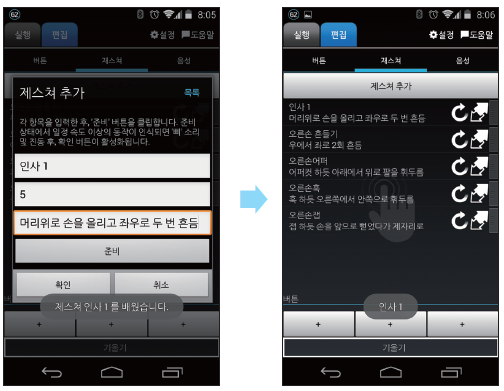 62 8:05
실행 편집 설정 도움말
버튼 제스쳐 음성
제스쳐 추가 목록
각 항목을 입력한 후, '준비' 버튼을 클릭합니다. 준비
상태에서 일정 속도 이상의 동작이 인식되면 '삐' 소리
및 진동 후, 확인 버튼이 활성화됩니다.
인사 1
5
머리위로 손을 올리고 좌우로 두 번 흔듬
준비
확인 취소
제스쳐 인사 1 를 배웠습니다.
+ + +
기울기
62 8:06
실행 편집 설정 도움말
버튼 제스쳐 음성
제스쳐 추가
인사 1
머리위로 손을 올리고 좌우로 두 번 흔듬
오른손 흔들기
우에서 좌로 2회 흔듬
오른손어퍼
어퍼컷 하듯 아래에서 위로 팔을 휘두름
오른손훅
훅 하듯 오른쪽에서 안쪽으로 휘두름
오른손잽
잽 하듯 손을 앞으로 뻗었다가 제자리로
버튼
인사 1
+ + +
기울기